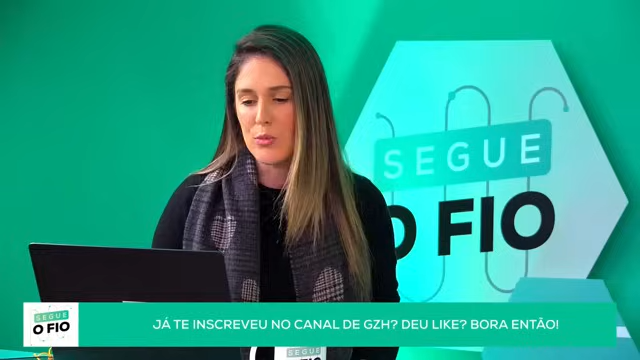 SEGUE
O FIO
SEGUE
O FIO
JÁ TE INSCREVEU NO CANAL DE GZH? DEU LIKE? BORA ENTÃO!
SEGUE